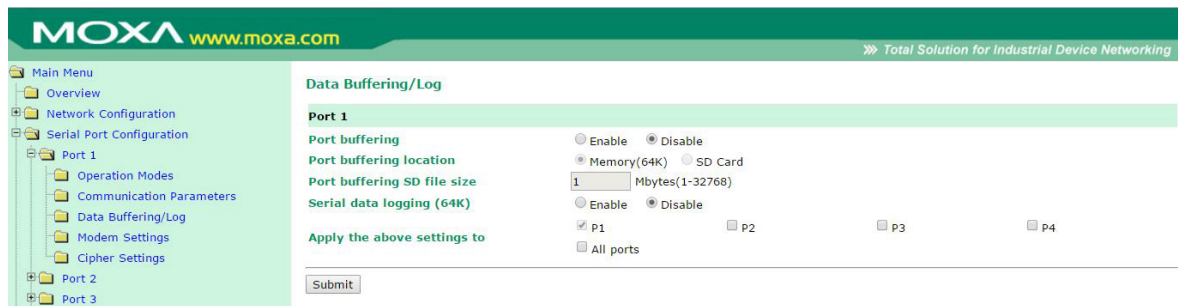 MOXA www.moxa.com
Total Solution for Industrial Device Networking
Main Menu
Overview
Network Configuration
Serial Port Configuration
Port 1
Operation Modes
Communication Parameters
Data Buffering/Log
Modem Settings
Cipher Settings
Port 2
Port 3
Data Buffering/Log
Port 1
Port buffering Enable Disable
Port buffering location Memory(64K) SD Card
Port buffering SD file size 1 Mbytes(1-32768)
Serial data logging (64K) Enable Disable
Apply the above settings to P1 P2 P3 P4
All ports
Submit